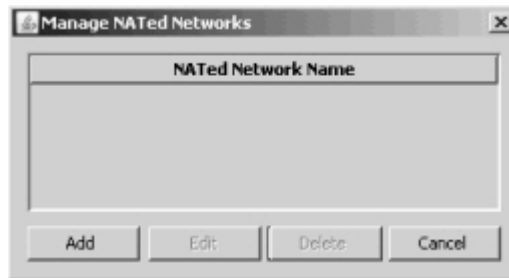 Manage NATed Networks
NATed Network Name
Add Edit Delete Cancel